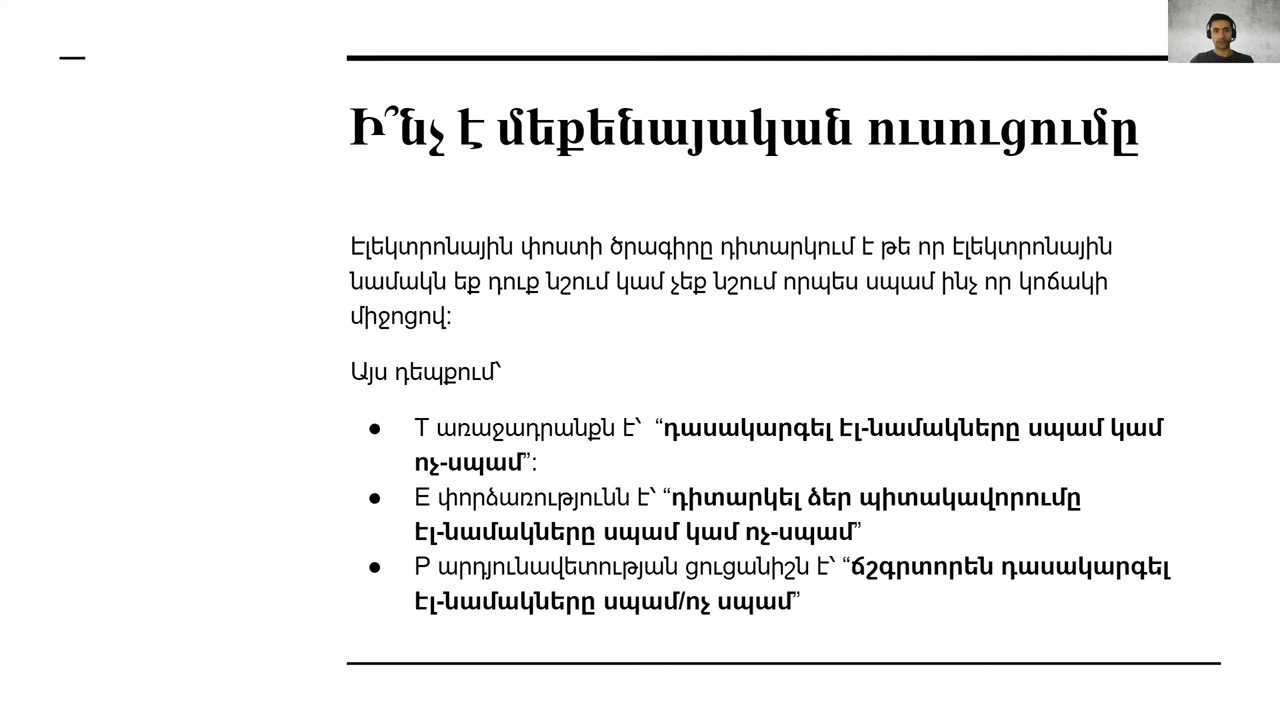 Ի՞նչ է մեքենայական ուսուցումը
Էլեկտրոնային փոստի ծրագիրը դիտարկում է թե որ էլեկտրոնային
նամակն եք դուք նշում կամ չեք նշում որպես սպամ ինչ որ կոճակի
միջոցով։
Այս դեպքում՝
● T առաջադրանքն է՝ “դասակարգել էլ-նամակները սպամ կամ
ոչ-սպամ”։
● E փորձառությունն է՝ “դիտարկել ձեր պիտակավորումը
էլ-նամակները սպամ կամ ոչ-սպամ”
● P արդյունավետության ցուցանիշն է՝ “ճշգրտորեն դասակարգել
էլ-նամակները սպամ/ոչ սպամ”